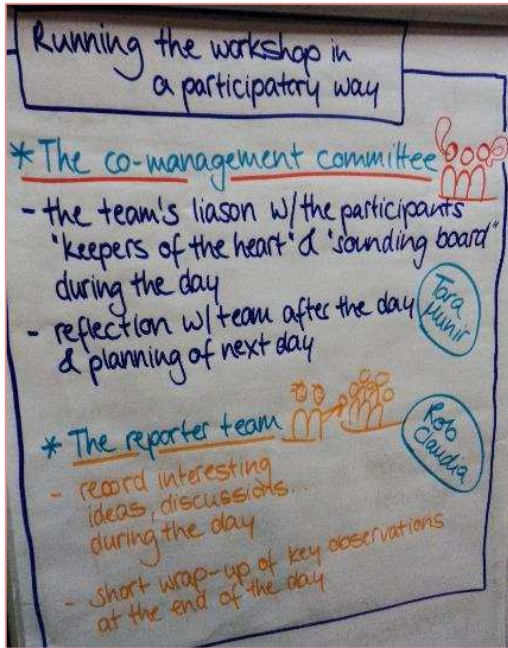 Running the workshop in
a participatory way
* The co-management committee
- the team's liason w/the participants
"keepers of the heart" & "sounding board"
during the day
- reflection w/team after the day
& planning of next day
Tara
Munir
* The reporter team
Rob
Claudia
- record interesting
ideas, discussions...
during the day
- short wrap-up of key observations
at the end of the day